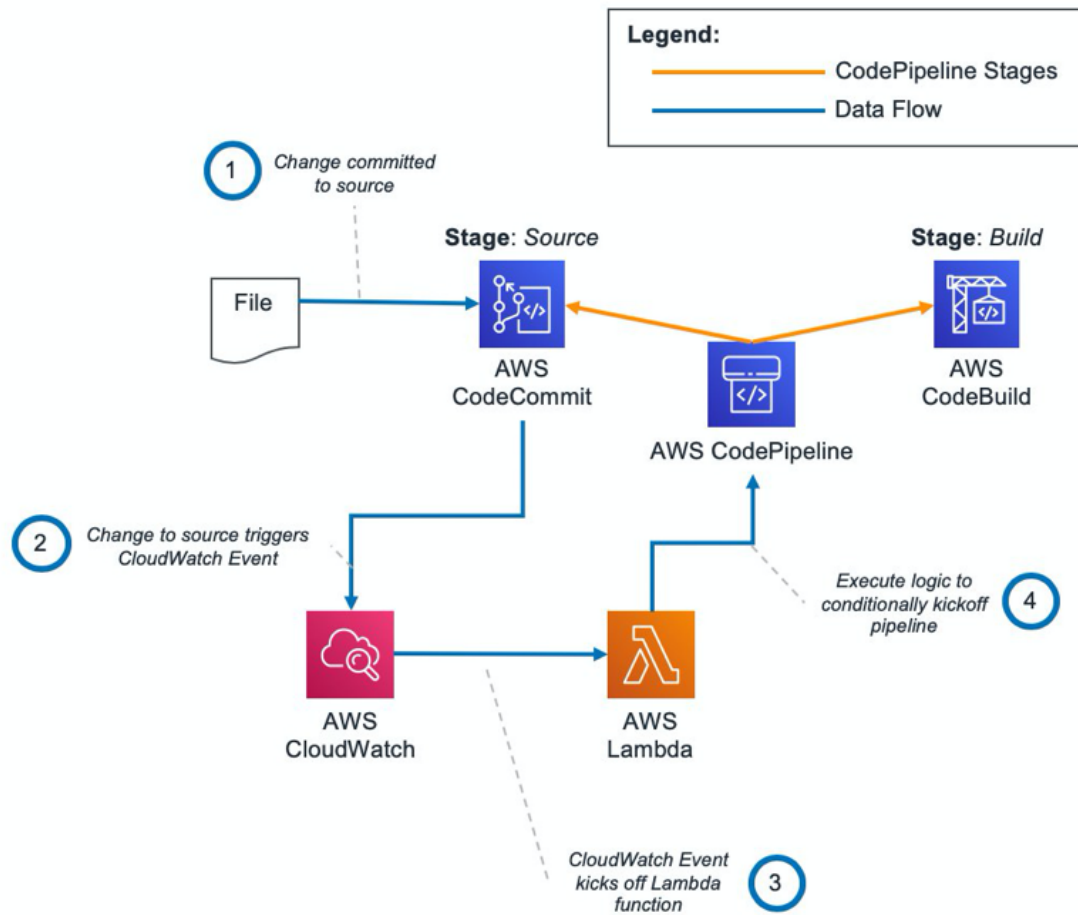 Legend:
CodePipeline Stages
Data Flow
1
Change committed
to source
Stage: Source
Stage: Build
File
</>
</>
</>
AWS
CodeCommit
AWS
CodeBuild
AWS CodePipeline
2
Change to source triggers
CloudWatch Event
Execute logic to
conditionally kickoff
pipeline
4
AWS
CloudWatch
AWS
Lambda
CloudWatch Event
kicks off Lambda
function
3